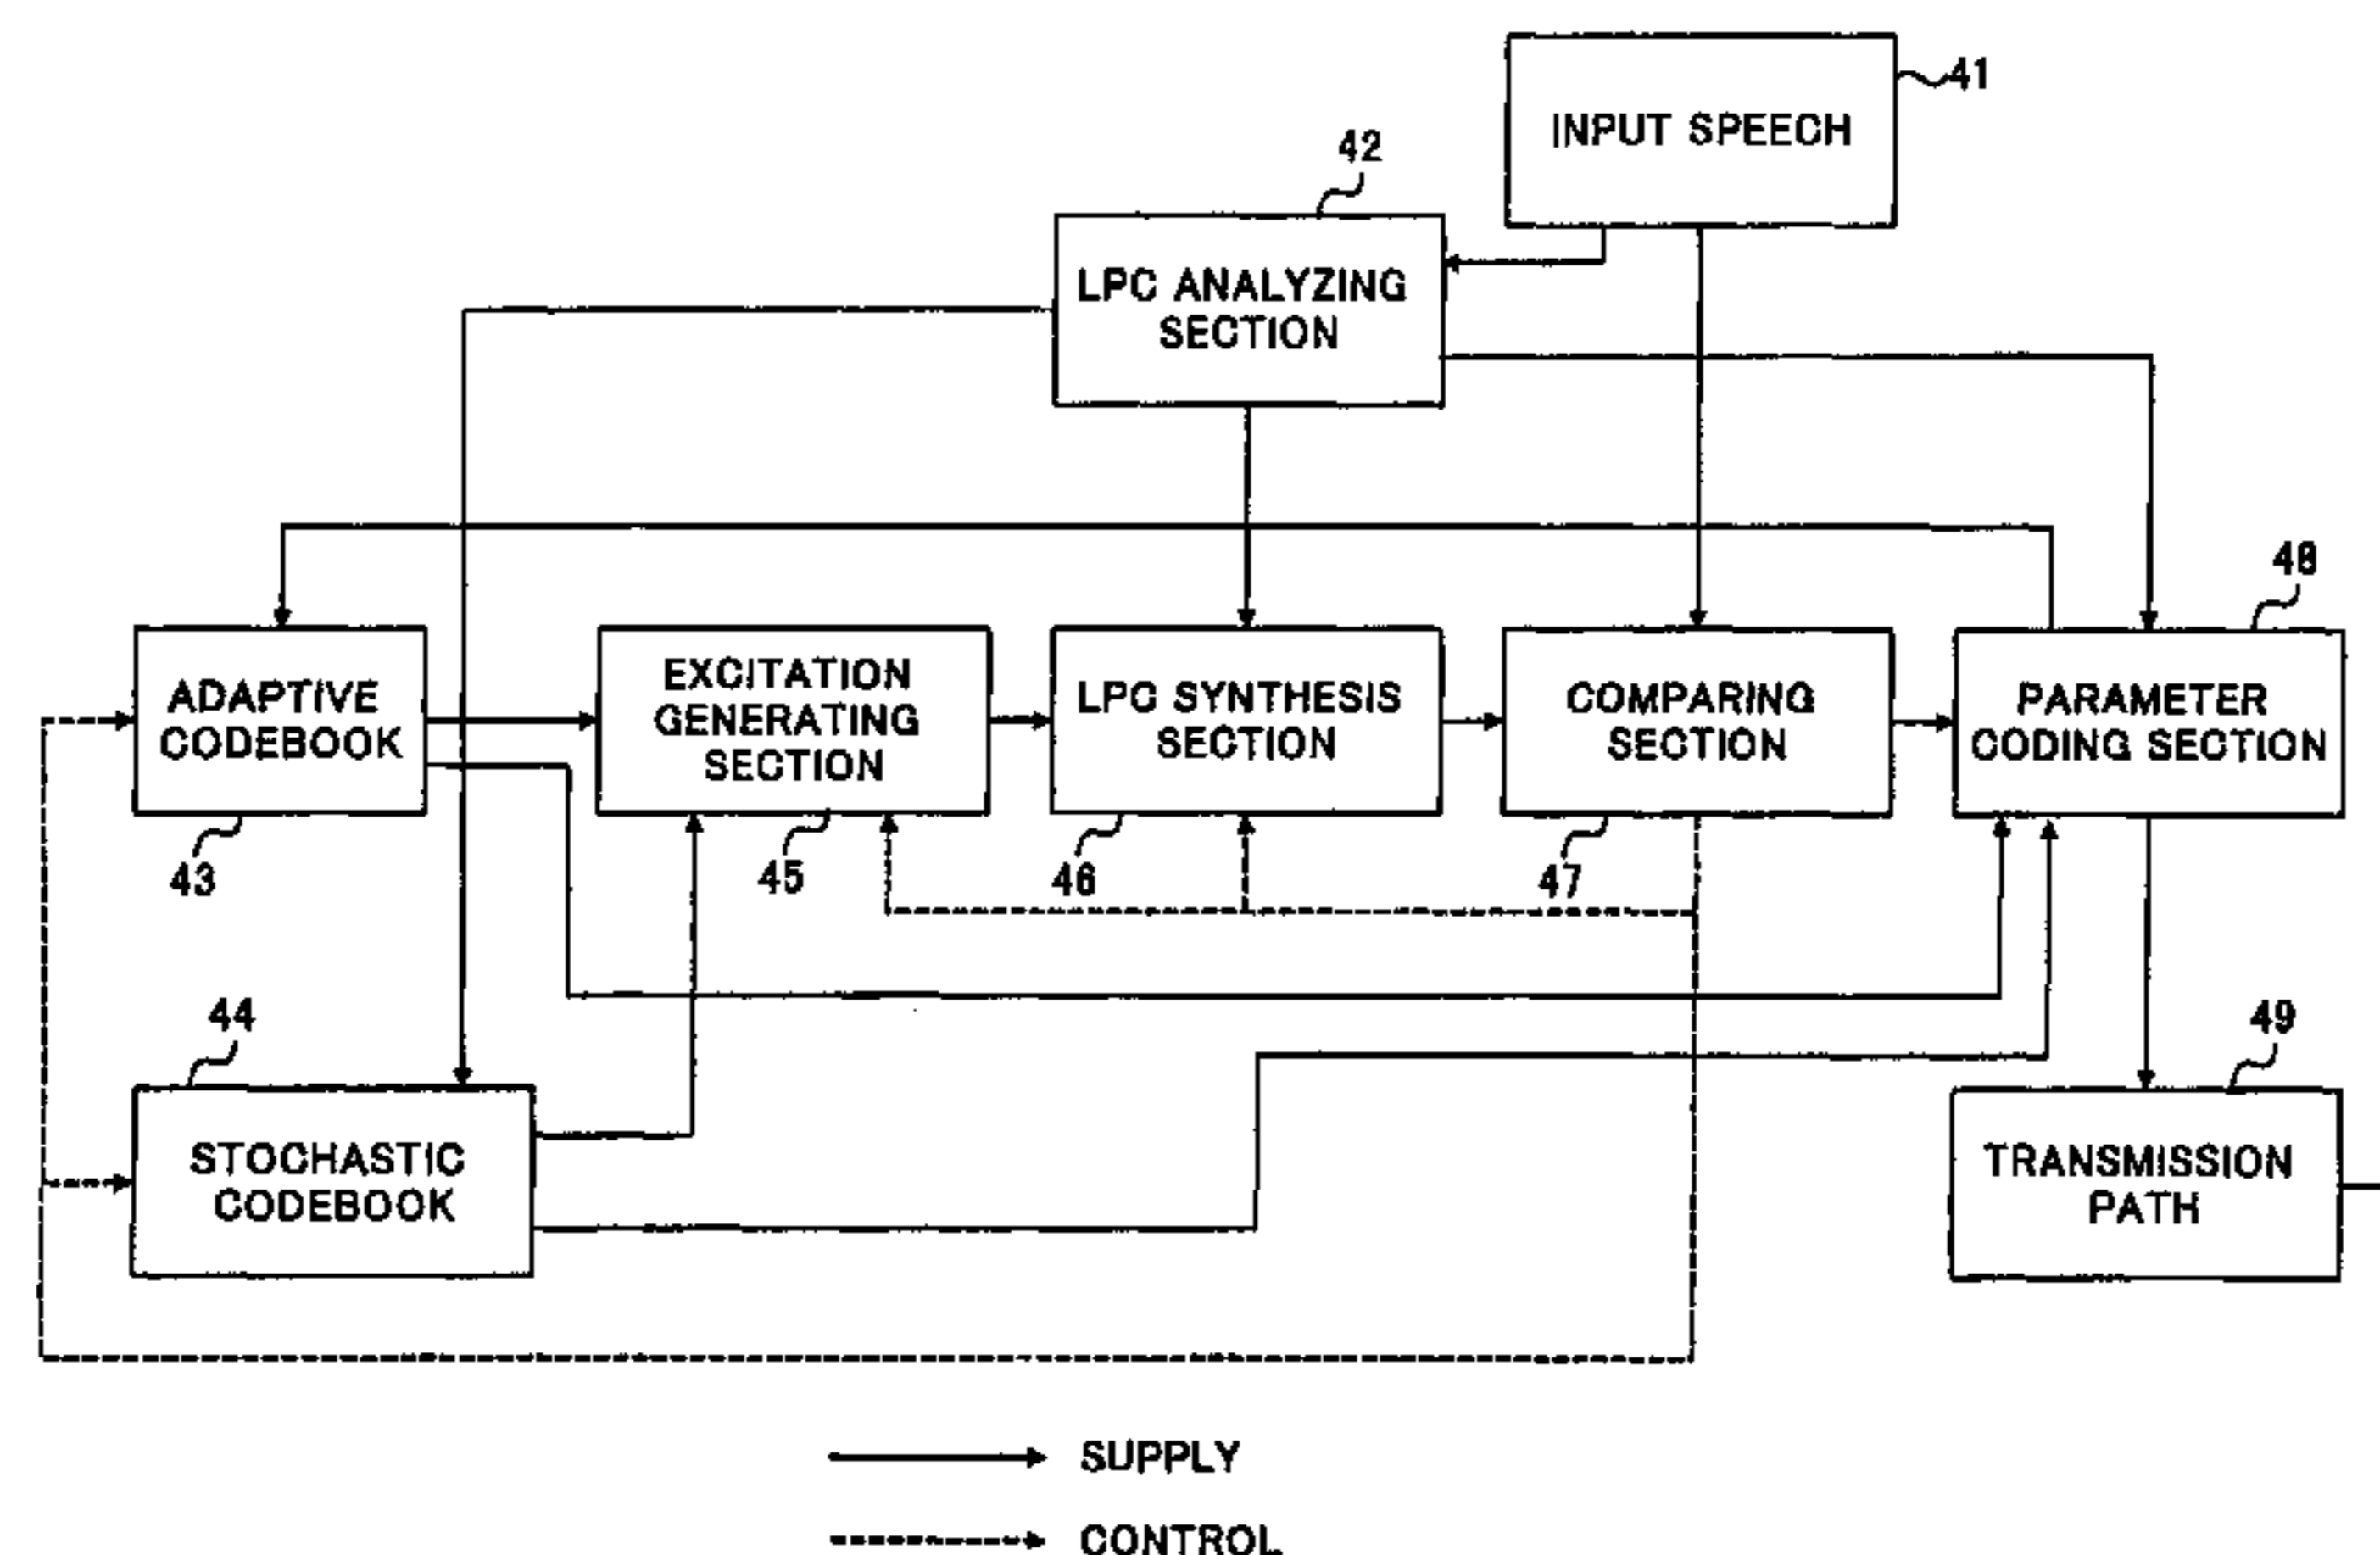 41
INPUT SPEECH
42
LPC ANALYZING
SECTION
48
ADAPTIVE
CODEBOOK
EXCITATION
GENERATING
SECTION
LPC SYNTHESIS
SECTION
COMPARING
SECTION
PARAMETER
CODING SECTION
43
45
46
47
44
49
STOCHASTIC
CODEBOOK
TRANSMISSION
PATH
SUPPLY
CONTROL